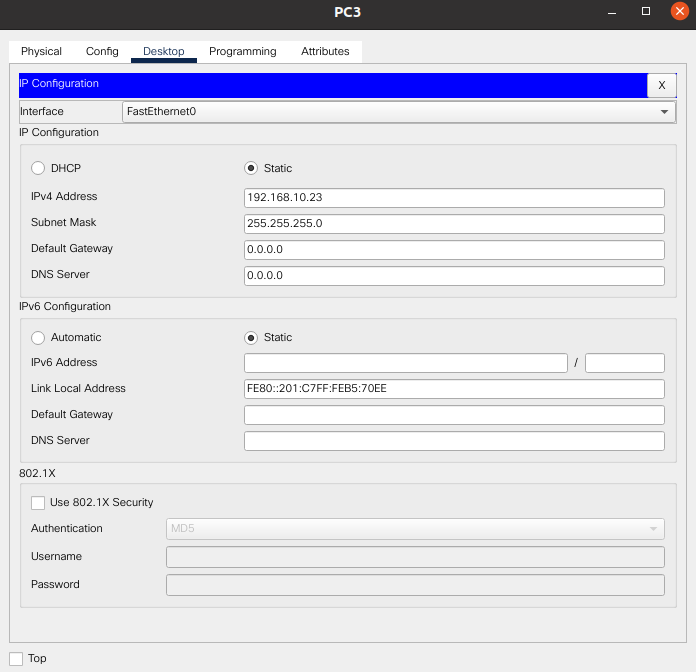 PC3
Physical Config Desktop Programming Attributes
IP Configuration X
Interface FastEthernet0
IP Configuration
DHCP Static
IPv4 Address 192.168.10.23
Subnet Mask 255.255.255.0
Default Gateway 0.0.0.0
DNS Server 0.0.0.0
IPv6 Configuration
Automatic Static
IPv6 Address /
Link Local Address FE80::201:C7FF:FEB5:70EE
Default Gateway
DNS Server
802.1X
Use 802.1X Security
Authentication MD5
Username
Password
Top